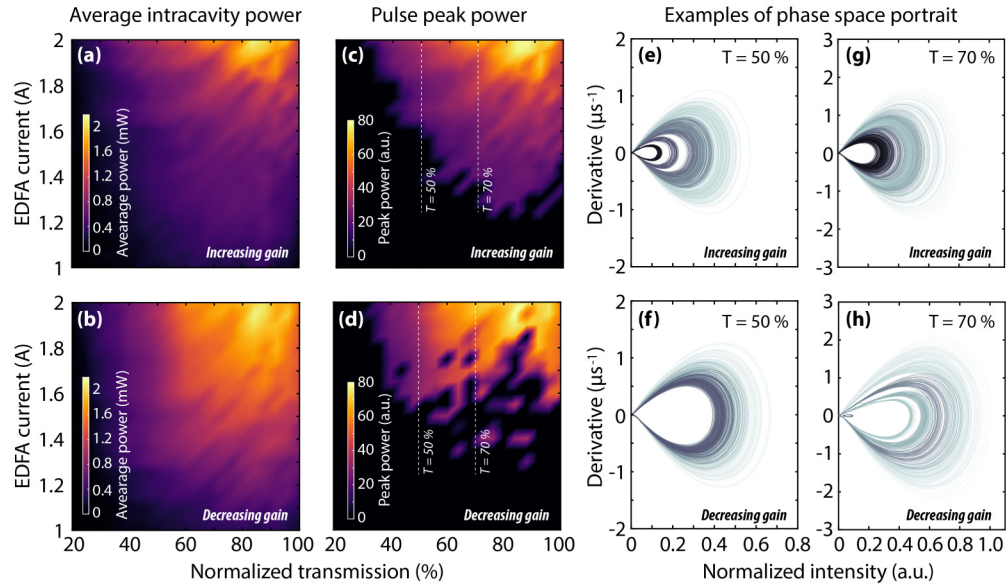 Average intracavity power
Pulse peak power
Examples of phase space portrait
EDFA current (A)
2
1.8
1.6
1.4
1.2
1
(a)
2
1.6
1.2
0.8
0.4
0
Avearage power (mW)
Increasing gain
(c)
80
60
40
20
0
Peak power (a.u.)
T = 50 %
T = 70 %
Increasing gain
Derivative (µs⁻¹)
2
1
0
-1
-2
(e)
T = 50 %
Increasing gain
3
2
1
0
-1
-2
-3
(g)
T = 70 %
Increasing gain
EDFA current (A)
2
1.8
1.6
1.4
1.2
1
(b)
2
1.6
1.2
0.8
0.4
0
Avearage power (mW)
Decreasing gain
20 40 60 80 100
(d)
80
60
40
20
0
Peak power (a.u.)
T = 50 %
T = 70 %
Decreasing gain
20 40 60 80 100
Normalized transmission (%)
Derivative (µs⁻¹)
2
1
0
-1
-2
(f)
T = 50 %
Decreasing gain
0 0.2 0.4 0.6 0.8
3
2
1
0
-1
-2
-3
(h)
T = 70 %
Decreasing gain
0 0.2 0.4 0.6 0.8 1.0
Normalized intensity (a.u.)